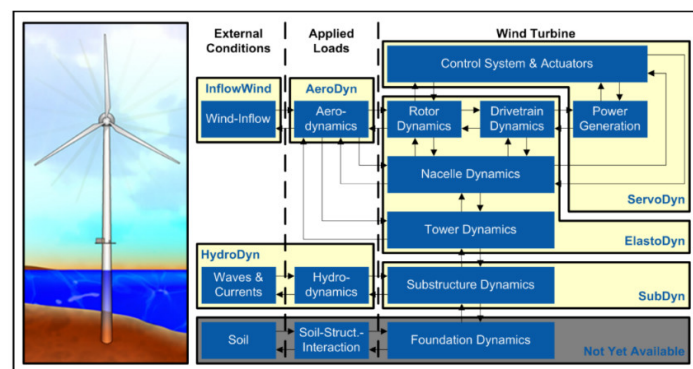 External
Conditions
Applied
Loads
Wind Turbine
Control System & Actuators
InflowWind
AeroDyn
Wind-Inflow
Aero-
dynamics
Rotor
Dynamics
Drivetrain
Dynamics
Power
Generation
Nacelle Dynamics
ServoDyn
Tower Dynamics
ElastoDyn
HydroDyn
Waves &
Currents
Hydro-
dynamics
Substructure Dynamics
SubDyn
Soil
Soil-Struct.-
Interaction
Foundation Dynamics
Not Yet Available